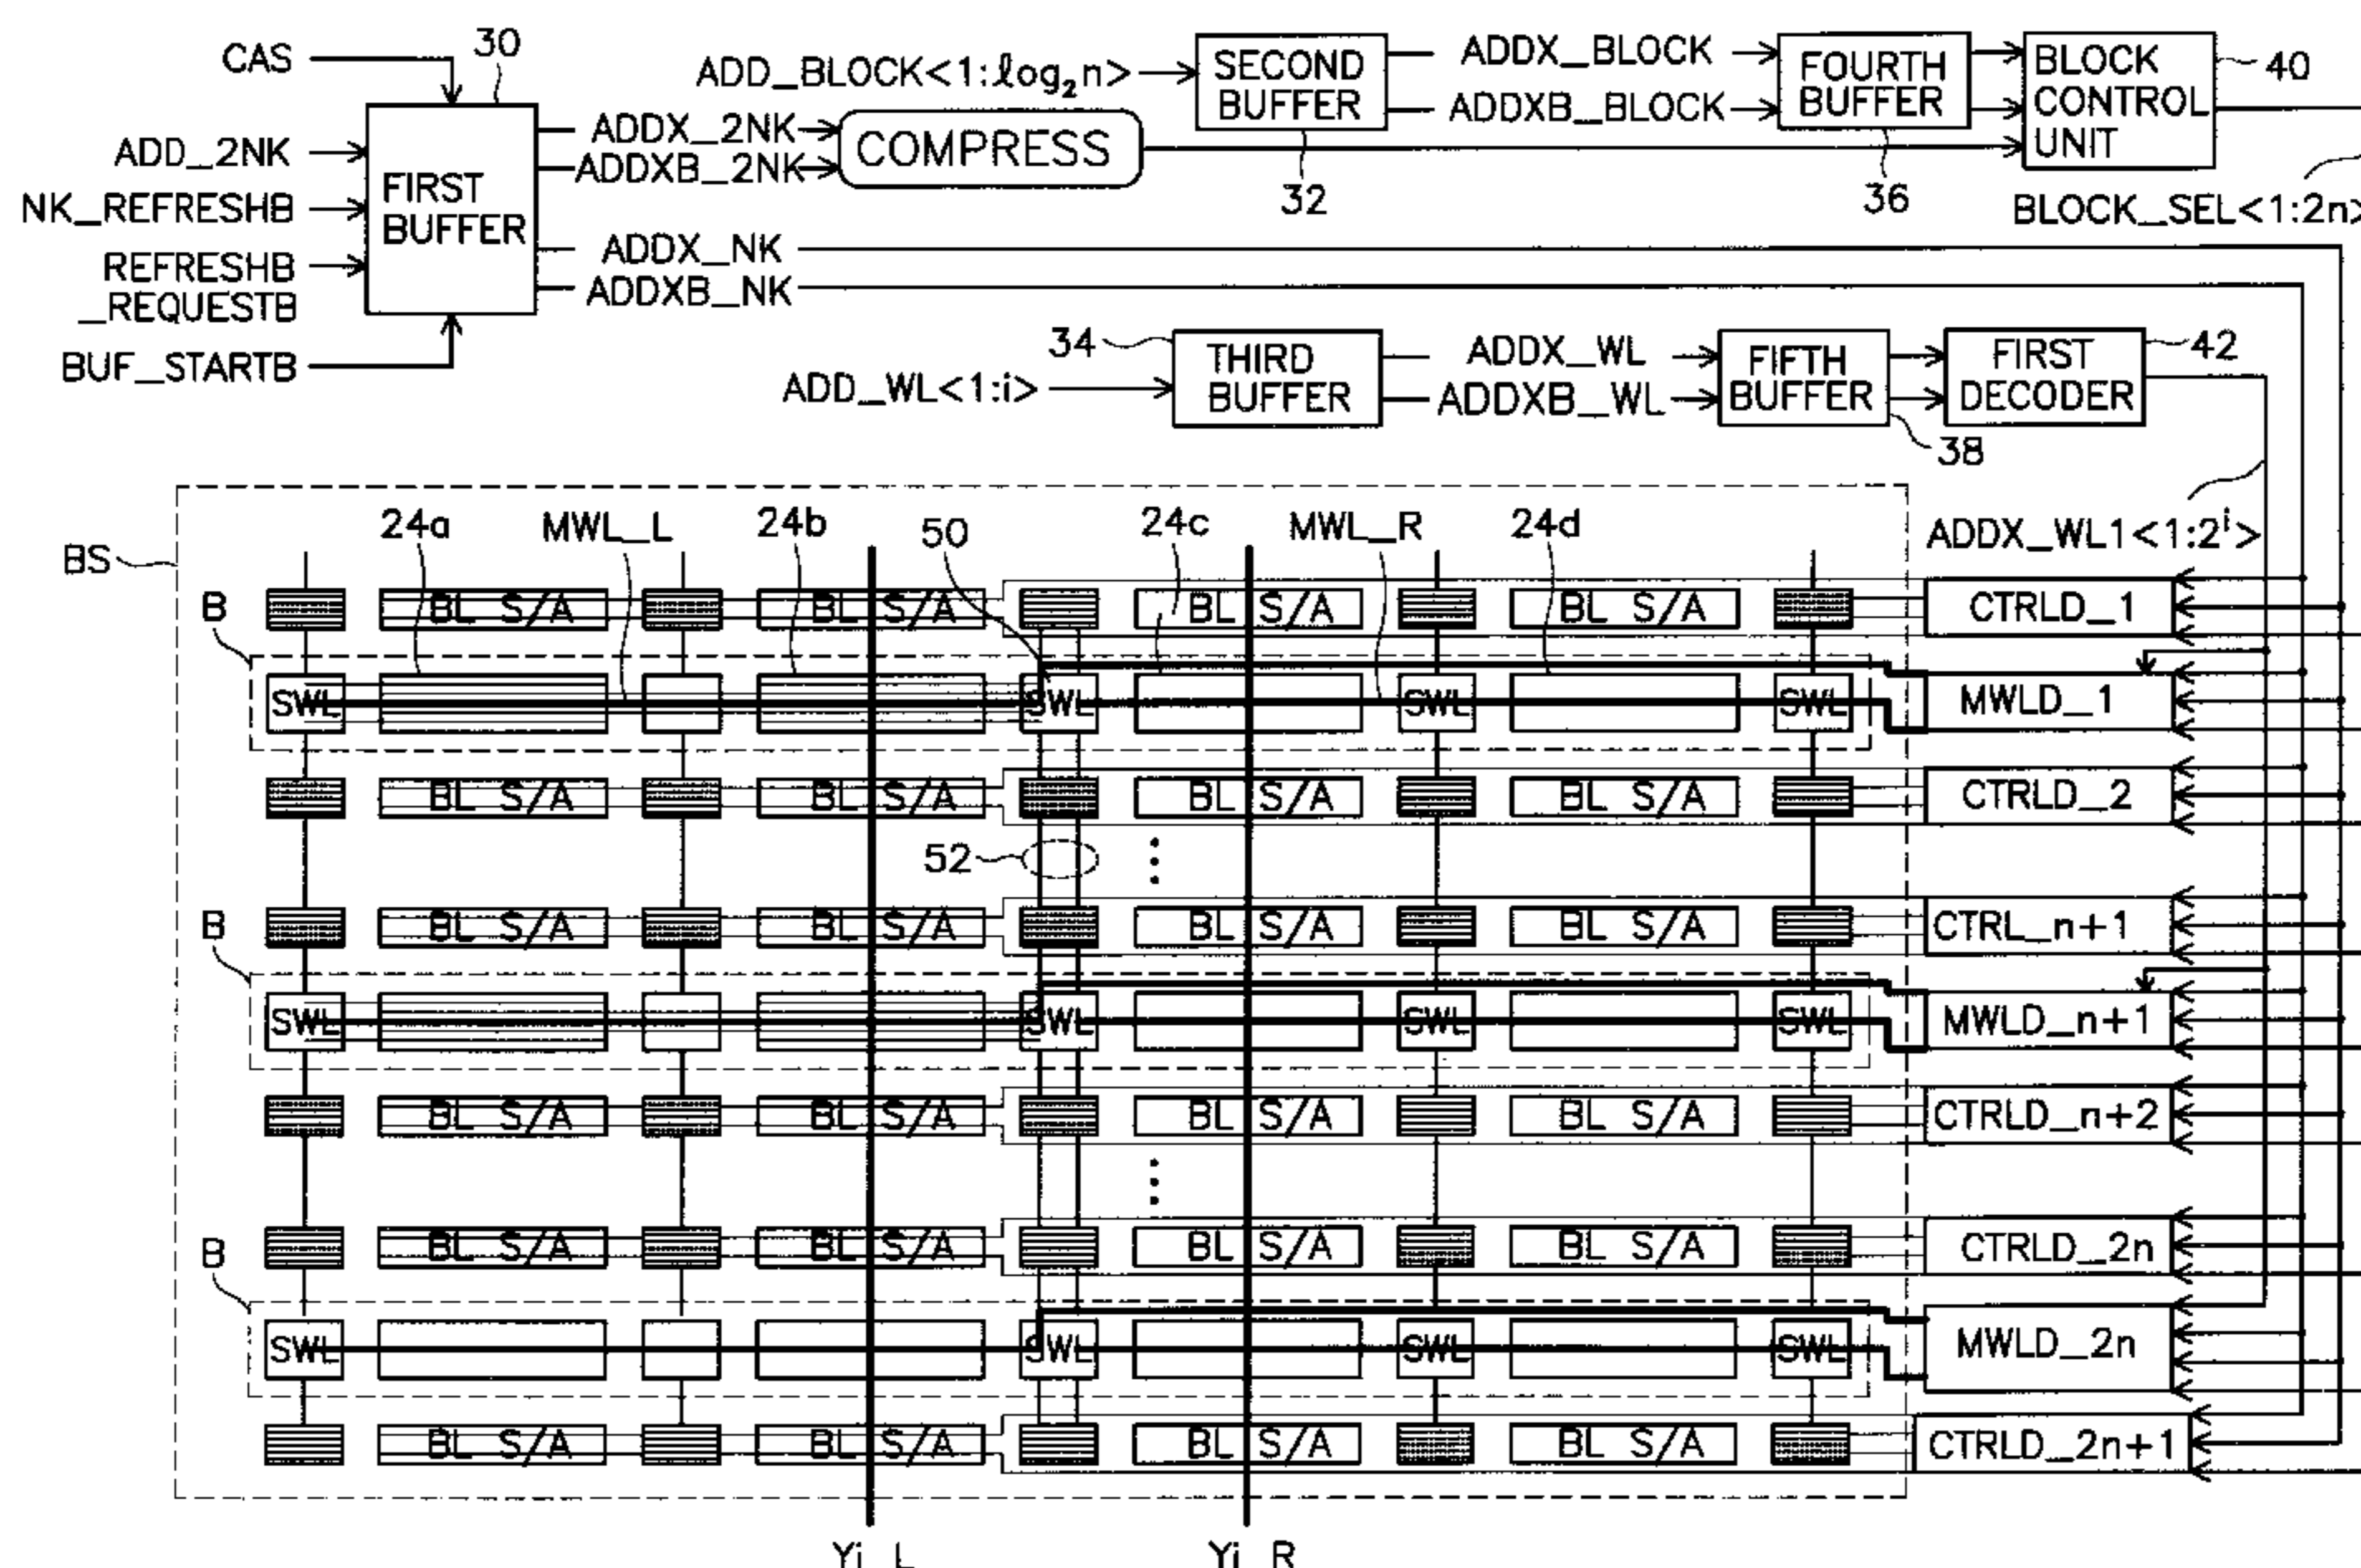 CAS
30
ADD_2NK
NK_REFRESHB
REFRESHB
_REQUESTB
BUF_STARTB
FIRST
BUFFER
ADDX_2NK
ADDXB_2NK
COMPRESS
ADDX_NK
ADDXB_NK
ADD_BLOCK<1:log₂n>
SECOND
BUFFER
32
ADDX_BLOCK
ADDXB_BLOCK
FOURTH
BUFFER
36
BLOCK
CONTROL
UNIT
40
BLOCK_SEL<1:2n>
34
ADD_WL<1:i>
THIRD
BUFFER
ADDX_WL
ADDXB_WL
FIFTH
BUFFER
38
FIRST
DECODER
42
ADDX_WL1<1:2ⁱ>
BS
24a
MWL_L
24b
50
24c
MWL_R
24d
BL S/A
BL S/A
BL S/A
BL S/A
CTRLD_1
B
SWL
SWL
SWL
SWL
MWLD_1
BL S/A
BL S/A
BL S/A
BL S/A
CTRLD_2
52
BL S/A
BL S/A
BL S/A
BL S/A
CTRL_n+1
B
SWL
SWL
SWL
SWL
MWLD_n+1
BL S/A
BL S/A
BL S/A
BL S/A
CTRLD_n+2
BL S/A
BL S/A
BL S/A
BL S/A
CTRLD_2n
B
SWL
SWL
SWL
SWL
MWLD_2n
BL S/A
BL S/A
BL S/A
BL S/A
CTRLD_2n+1
Yi_L
Yi_R